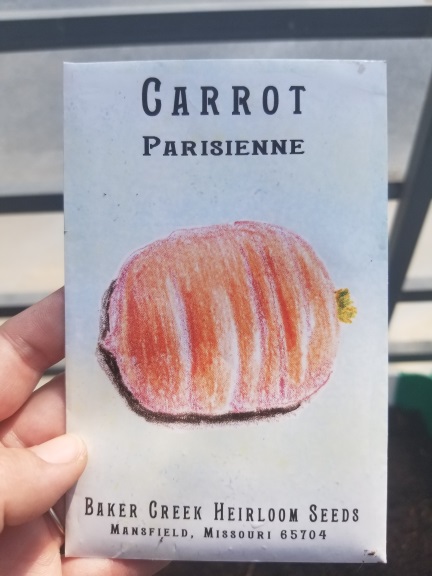 CARROT
PARISIENNE
BAKER CREEK HEIRLOOM SEEDS
MANSFIELD, MISSOURI 65704